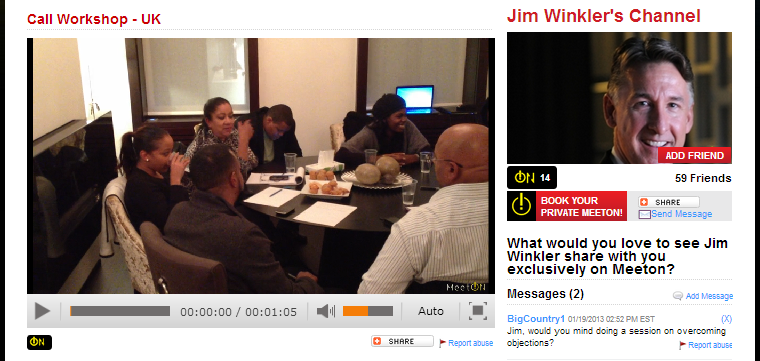 Call Workshop - UK
Jim Winkler's Channel
MeetON
00:00:00 / 00:01:05
Auto
ON
SHARE
Report abuse
ADD FRIEND
ON 14
59 Friends
BOOK YOUR
PRIVATE MEETON!
SHARE
Send Message
What would you love to see Jim
Winkler share with you
exclusively on Meeton?
Messages (2)
Add Message
BigCountry1 01/19/2013 02:52 PM EST
(X)
Jim, would you mind doing a session on overcoming
objections?
Report abuse